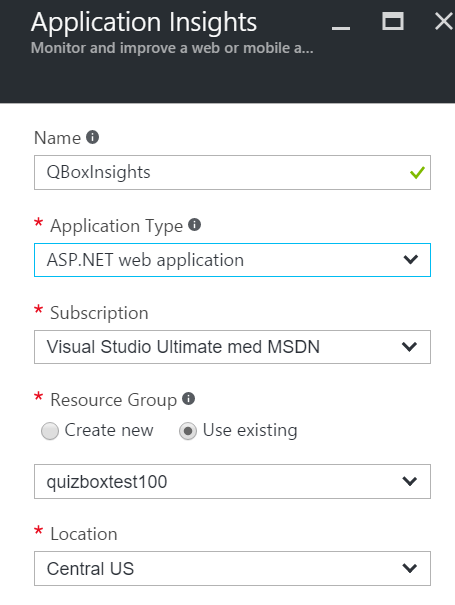 Application Insights
Monitor and improve a web or mobile a...
Name
QBoxInsights
* Application Type
ASP.NET web application
* Subscription
Visual Studio Ultimate med MSDN
* Resource Group
Create new Use existing
quizboxtest100
* Location
Central US